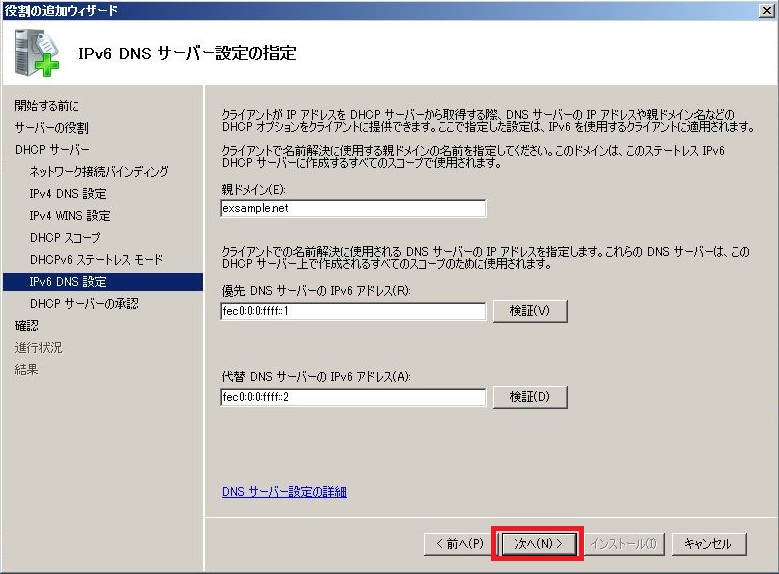 役割の追加ウィザード
IPv6 DNS サーバー設定の指定
開始する前に
サーバーの役割
DHCP サーバー
ネットワーク接続バインディング
IPv4 DNS 設定
IPv4 WINS 設定
DHCP スコープ
DHCPv6 ステートレス モード
IPv6 DNS 設定
DHCP サーバーの承認
確認
進行状況
結果
クライアントが IP アドレスを DHCP サーバーから取得する際、DNS サーバーの IP アドレスや親ドメイン名などの
DHCP オプションをクライアントに提供できます。ここで指定した設定は、IPv6 を使用するクライアントに適用されます。
クライアントで名前解決に使用する親ドメインの名前を指定してください。このドメインは、このステートレス IPv6
DHCP サーバーに作成するすべてのスコープで使用されます。
親ドメイン(E):
exsample.net
クライアントでの名前解決に使用される DNS サーバーの IP アドレスを指定します。これらの DNS サーバーは、この
DHCP サーバー上で作成されるすべてのスコープのために使用されます。
優先 DNS サーバーの IPv6 アドレス(R):
fec0:0:0:ffff::1
検証(V)
代替 DNS サーバーの IPv6 アドレス(A):
fec0:0:0:ffff::2
検証(D)
DNS サーバー設定の詳細
< 前へ(P)
次へ(N) >
インストール(I)
キャンセル